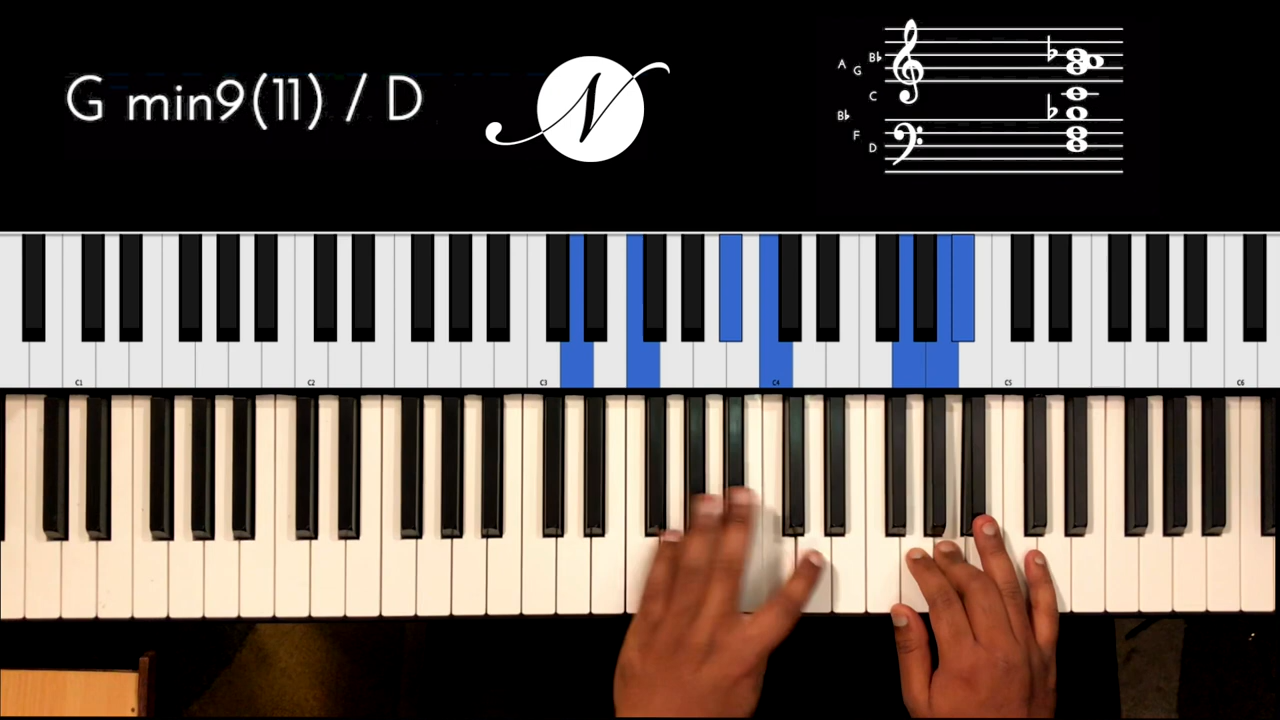 G min9(11) / D
N
B♭
A
G
C
B♭
F
D
C1 C2 C3 C4 C5 C6